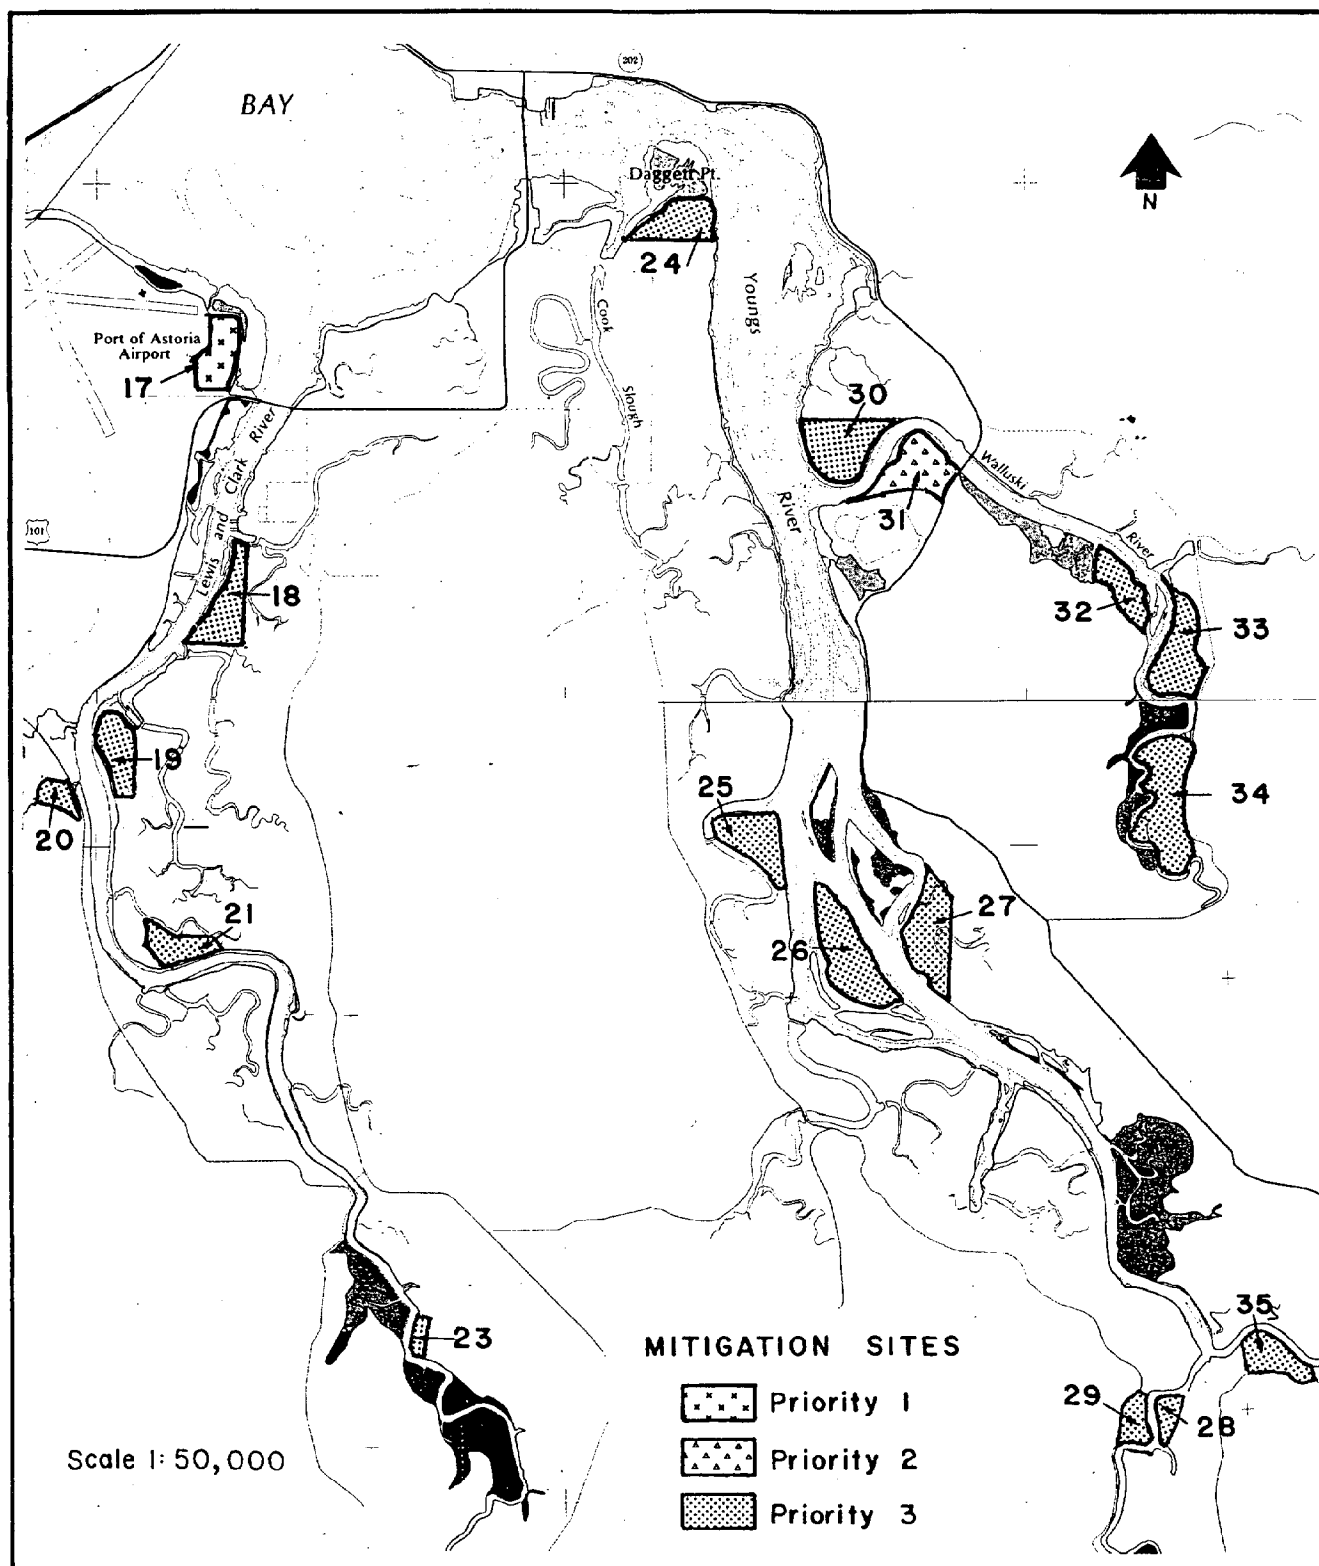 202
BAY
Daggett Pt.
N
24
Youngs
Cook
Port of Astoria
Airport
17
Slough
30
River
Walluski
Clark
101
31
River
and
River
Lewis
18
32
33
19
25
34
20
21
27
26
35
23
MITIGATION SITES
29
Priority 1
28
Scale 1:50,000
Priority 2
Priority 3